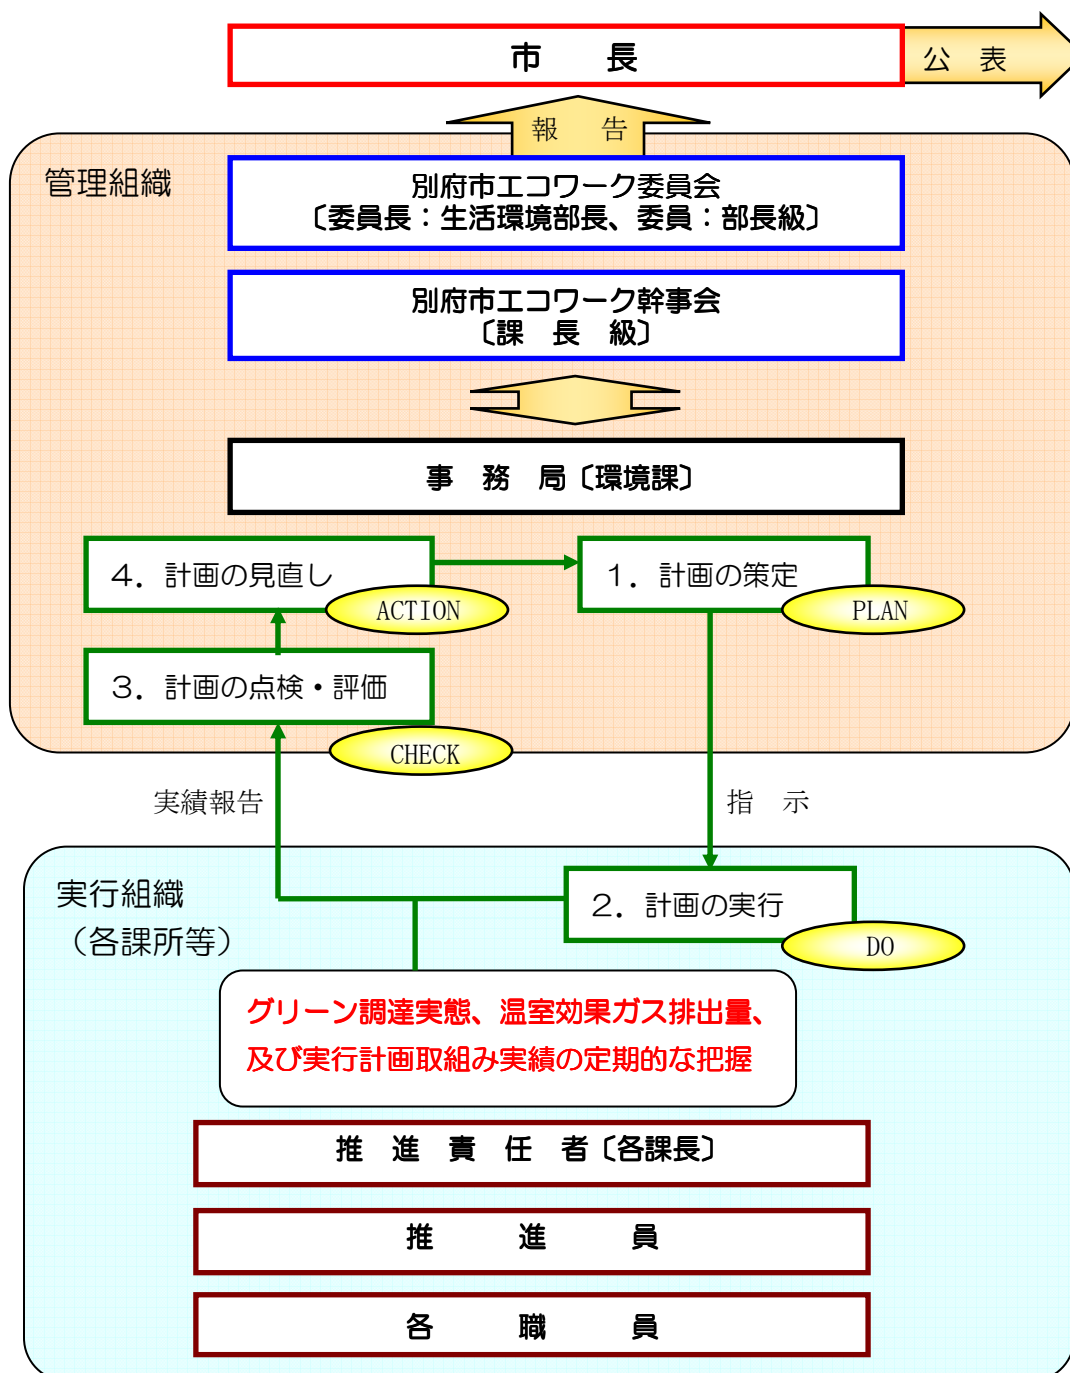 市　　長
公　表
報　　告
管理組織
別府市エコワーク委員会
〔委員長：生活環境部長、委員：部長級〕
別府市エコワーク幹事会
〔課　長　級〕
事　務　局〔環境課〕
４．計画の見直し
ACTION
１．計画の策定
PLAN
３．計画の点検・評価
CHECK
実績報告
指　示
実行組織
（各課所等）
２．計画の実行
DO
グリーン調達実態、温室効果ガス排出量、
及び実行計画取組み実績の定期的な把握
推　進　責　任　者〔各課長〕
推　　　進　　　員
各　　　職　　　員